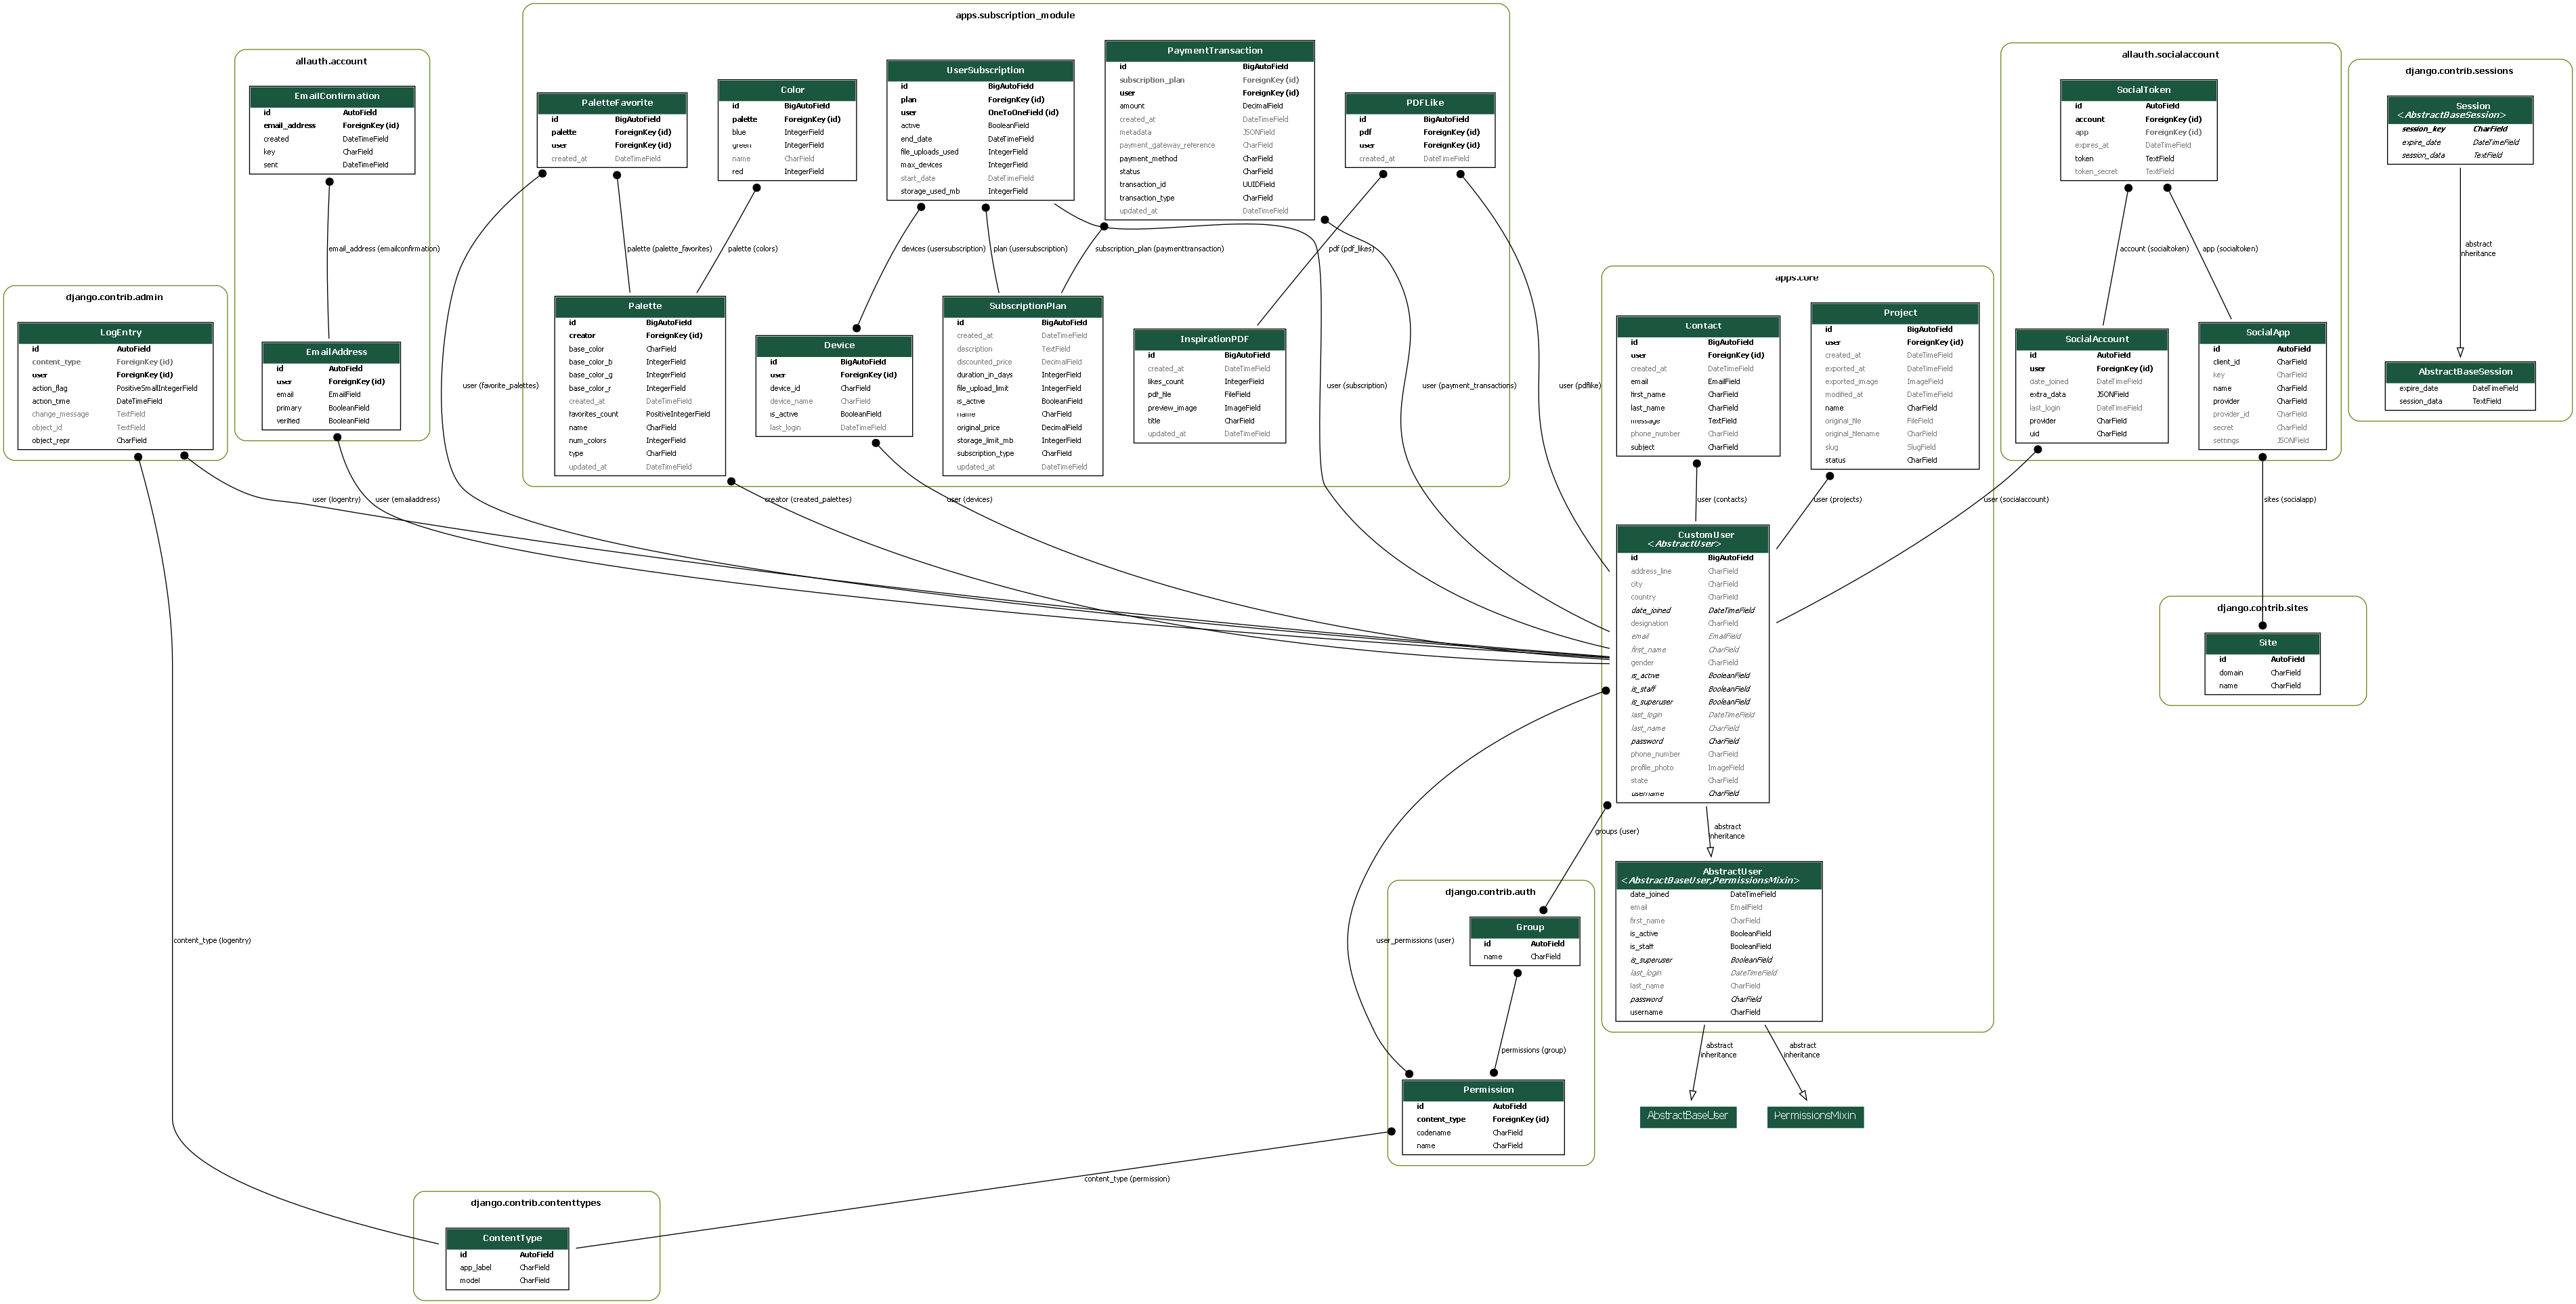 apps.subscription_module
PaymentTransaction
id BigAutoField
subscription_plan ForeignKey (id)
user ForeignKey (id)
amount DecimalField
created_at DateTimeField
metadata JSONField
payment_gateway_reference CharField
payment_method CharField
status CharField
transaction_id UUIDField
transaction_type CharField
updated_at DateTimeField
UserSubscription
id BigAutoField
plan ForeignKey (id)
user OneToOneField (id)
active BooleanField
end_date DateTimeField
file_uploads_used IntegerField
max_devices IntegerField
start_date DateTimeField
storage_used_mb IntegerField
Color
id BigAutoField
palette ForeignKey (id)
blue IntegerField
green IntegerField
name CharField
red IntegerField
PaletteFavorite
id BigAutoField
palette ForeignKey (id)
user ForeignKey (id)
created_at DateTimeField
PDFLike
id BigAutoField
pdf ForeignKey (id)
user ForeignKey (id)
created_at DateTimeField
palette (palette_favorites)
palette (colors)
devices (usersubscription)
plan (usersubscription)
subscription_plan (paymenttransaction)
pdf (pdf_likes)
Palette
id BigAutoField
creator ForeignKey (id)
base_color CharField
base_color_b IntegerField
base_color_g IntegerField
base_color_r IntegerField
created_at DateTimeField
favorites_count PositiveIntegerField
name CharField
num_colors IntegerField
type CharField
updated_at DateTimeField
Device
id BigAutoField
user ForeignKey (id)
device_id CharField
device_name CharField
is_active BooleanField
last_login DateTimeField
SubscriptionPlan
id BigAutoField
created_at DateTimeField
description TextField
discounted_price DecimalField
duration_in_days IntegerField
file_upload_limit IntegerField
is_active BooleanField
name CharField
original_price DecimalField
storage_limit_mb IntegerField
subscription_type CharField
updated_at DateTimeField
InspirationPDF
id BigAutoField
created_at DateTimeField
likes_count IntegerField
pdf_file FileField
preview_image ImageField
title CharField
updated_at DateTimeField
user (favorite_palettes)
user (subscription)
user (payment_transactions)
user (pdflike)
allauth.account
EmailConfirmation
id AutoField
email_address ForeignKey (id)
created DateTimeField
key CharField
sent DateTimeField
email_address (emailconfirmation)
EmailAddress
id AutoField
user ForeignKey (id)
email EmailField
primary BooleanField
verified BooleanField
django.contrib.admin
LogEntry
id AutoField
content_type ForeignKey (id)
user ForeignKey (id)
action_flag PositiveSmallIntegerField
action_time DateTimeField
change_message TextField
object_id TextField
object_repr CharField
user (logentry)
user (emailaddress)
creator (created_palettes)
user (devices)
allauth.socialaccount
SocialToken
id AutoField
account ForeignKey (id)
app ForeignKey (id)
expires_at DateTimeField
token TextField
token_secret TextField
account (socialtoken)
app (socialtoken)
SocialAccount
id AutoField
user ForeignKey (id)
date_joined DateTimeField
extra_data JSONField
last_login DateTimeField
provider CharField
uid CharField
SocialApp
id AutoField
client_id CharField
key CharField
name CharField
provider CharField
provider_id CharField
secret CharField
settings JSONField
user (socialaccount)
sites (socialapp)
django.contrib.sessions
Session
<AbstractBaseSession>
session_key CharField
expire_date DateTimeField
session_data TextField
abstract
inheritance
AbstractBaseSession
expire_date DateTimeField
session_data TextField
apps.core
Contact
id BigAutoField
user ForeignKey (id)
created_at DateTimeField
email EmailField
first_name CharField
last_name CharField
message TextField
phone_number CharField
subject CharField
Project
id BigAutoField
user ForeignKey (id)
created_at DateTimeField
exported_at DateTimeField
exported_image ImageField
modified_at DateTimeField
name CharField
original_file FileField
original_filename CharField
slug SlugField
status CharField
user (contacts)
user (projects)
CustomUser
<AbstractUser>
id BigAutoField
address_line CharField
city CharField
country CharField
date_joined DateTimeField
designation CharField
email EmailField
first_name CharField
gender CharField
is_active BooleanField
is_staff BooleanField
is_superuser BooleanField
last_login DateTimeField
last_name CharField
password CharField
phone_number CharField
profile_photo ImageField
state CharField
username CharField
groups (user)
abstract
inheritance
AbstractUser
<AbstractBaseUser,PermissionsMixin>
date_joined DateTimeField
email EmailField
first_name CharField
is_active BooleanField
is_staff BooleanField
is_superuser BooleanField
last_login DateTimeField
last_name CharField
password CharField
username CharField
abstract
inheritance
abstract
inheritance
AbstractBaseUser
PermissionsMixin
django.contrib.sites
Site
id AutoField
domain CharField
name CharField
django.contrib.auth
Group
id AutoField
name CharField
user_permissions (user)
permissions (group)
Permission
id AutoField
content_type ForeignKey (id)
codename CharField
name CharField
content_type (logentry)
content_type (permission)
django.contrib.contenttypes
ContentType
id AutoField
app_label CharField
model CharField